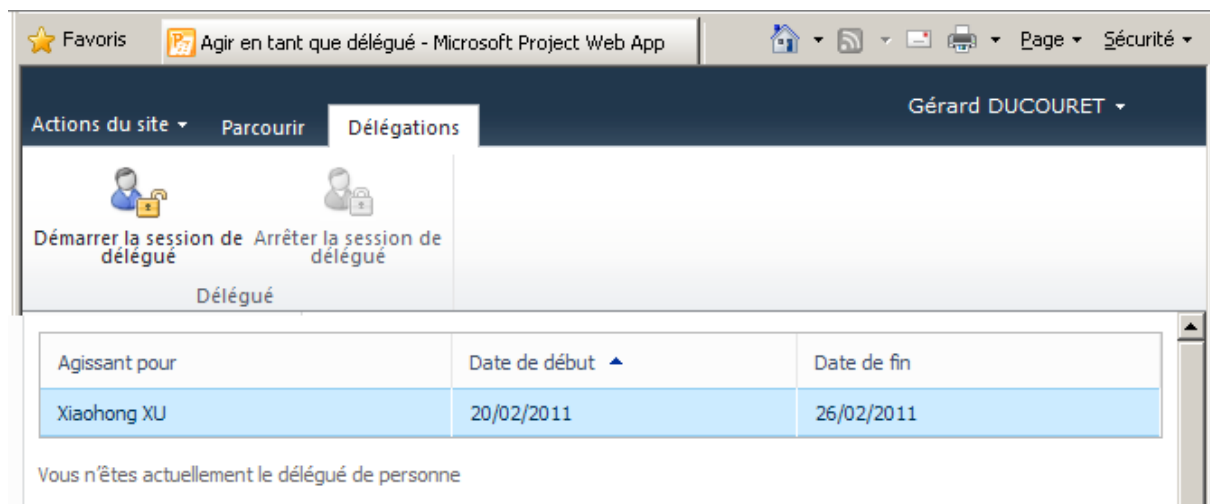 Favoris Agir en tant que délégué - Microsoft Project Web App Page Sécurité
Gérard DUCOURET
Actions du site Parcourir Délégations
Démarrer la session de délégué Arrêter la session de délégué
Délégué
Agissant pour Date de début Date de fin
Xiaohong XU 20/02/2011 26/02/2011
Vous n'êtes actuellement le délégué de personne